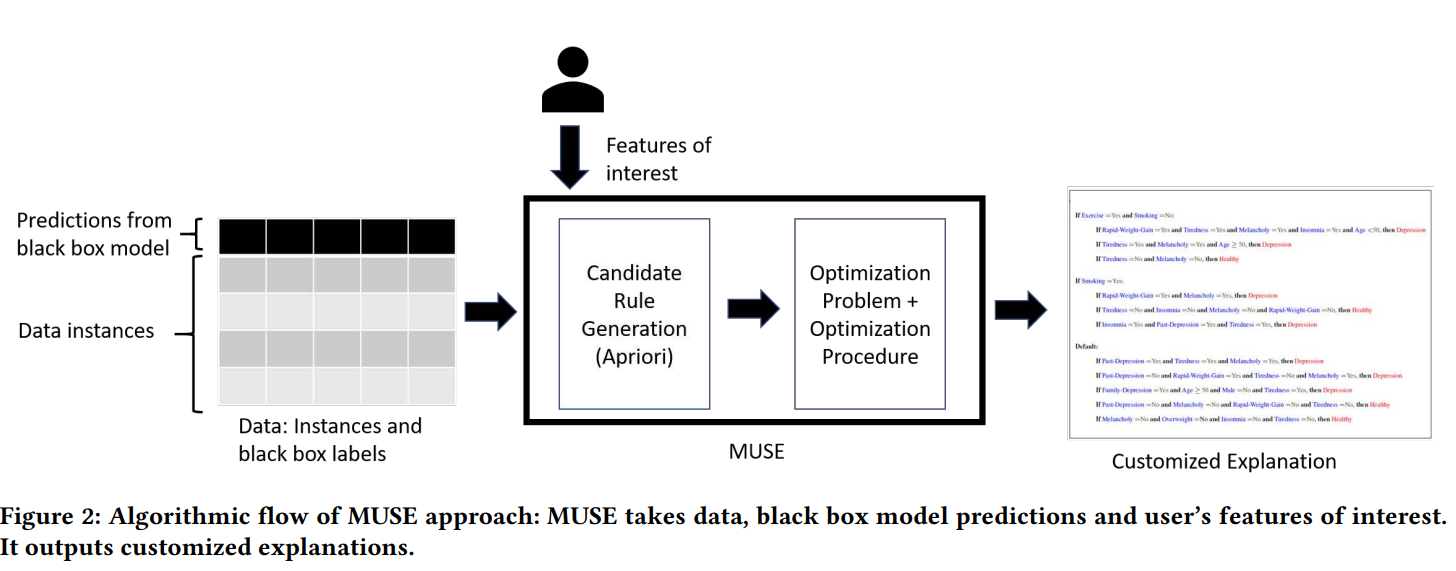 Features of
interest
Predictions from
black box model
Data instances
Data: Instances and
black box labels
Candidate
Rule
Generation
(Apriori)
Optimization
Problem +
Optimization
Procedure
MUSE
If Exercise =Yes and Smoking =No:
If Rapid-Weight-Gain =Yes and Tiredness =Yes and Melancholy =Yes and Insomnia =Yes and Age <50, then Depression
If Tiredness =Yes and Melancholy =Yes and Age ≥ 50, then Depression
If Tiredness =No and Melancholy =No, then Healthy
If Smoking =Yes:
If Rapid-Weight-Gain =Yes and Melancholy =Yes, then Depression
If Tiredness =No and Insomnia =No and Melancholy =No and Rapid-Weight-Gain =No, then Healthy
If Insomnia =Yes and Past-Depression =Yes and Tiredness =Yes, then Depression
Default:
If Past-Depression =Yes and Tiredness =Yes and Melancholy =Yes, then Depression
If Past-Depression =No and Rapid-Weight-Gain =Yes and Tiredness =No and Melancholy =Yes, then Depression
If Family-Depression =Yes and Age ≥ 50 and Male =No and Tiredness =Yes, then Depression
If Past-Depression =No and Melancholy =No and Rapid-Weight-Gain =No and Tiredness =No, then Healthy
If Melancholy =No and Overweight =No and Insomnia =No and Tiredness =No, then Healthy
Customized Explanation
Figure 2: Algorithmic flow of MUSE approach: MUSE takes data, black box model predictions and user's features of interest.
It outputs customized explanations.